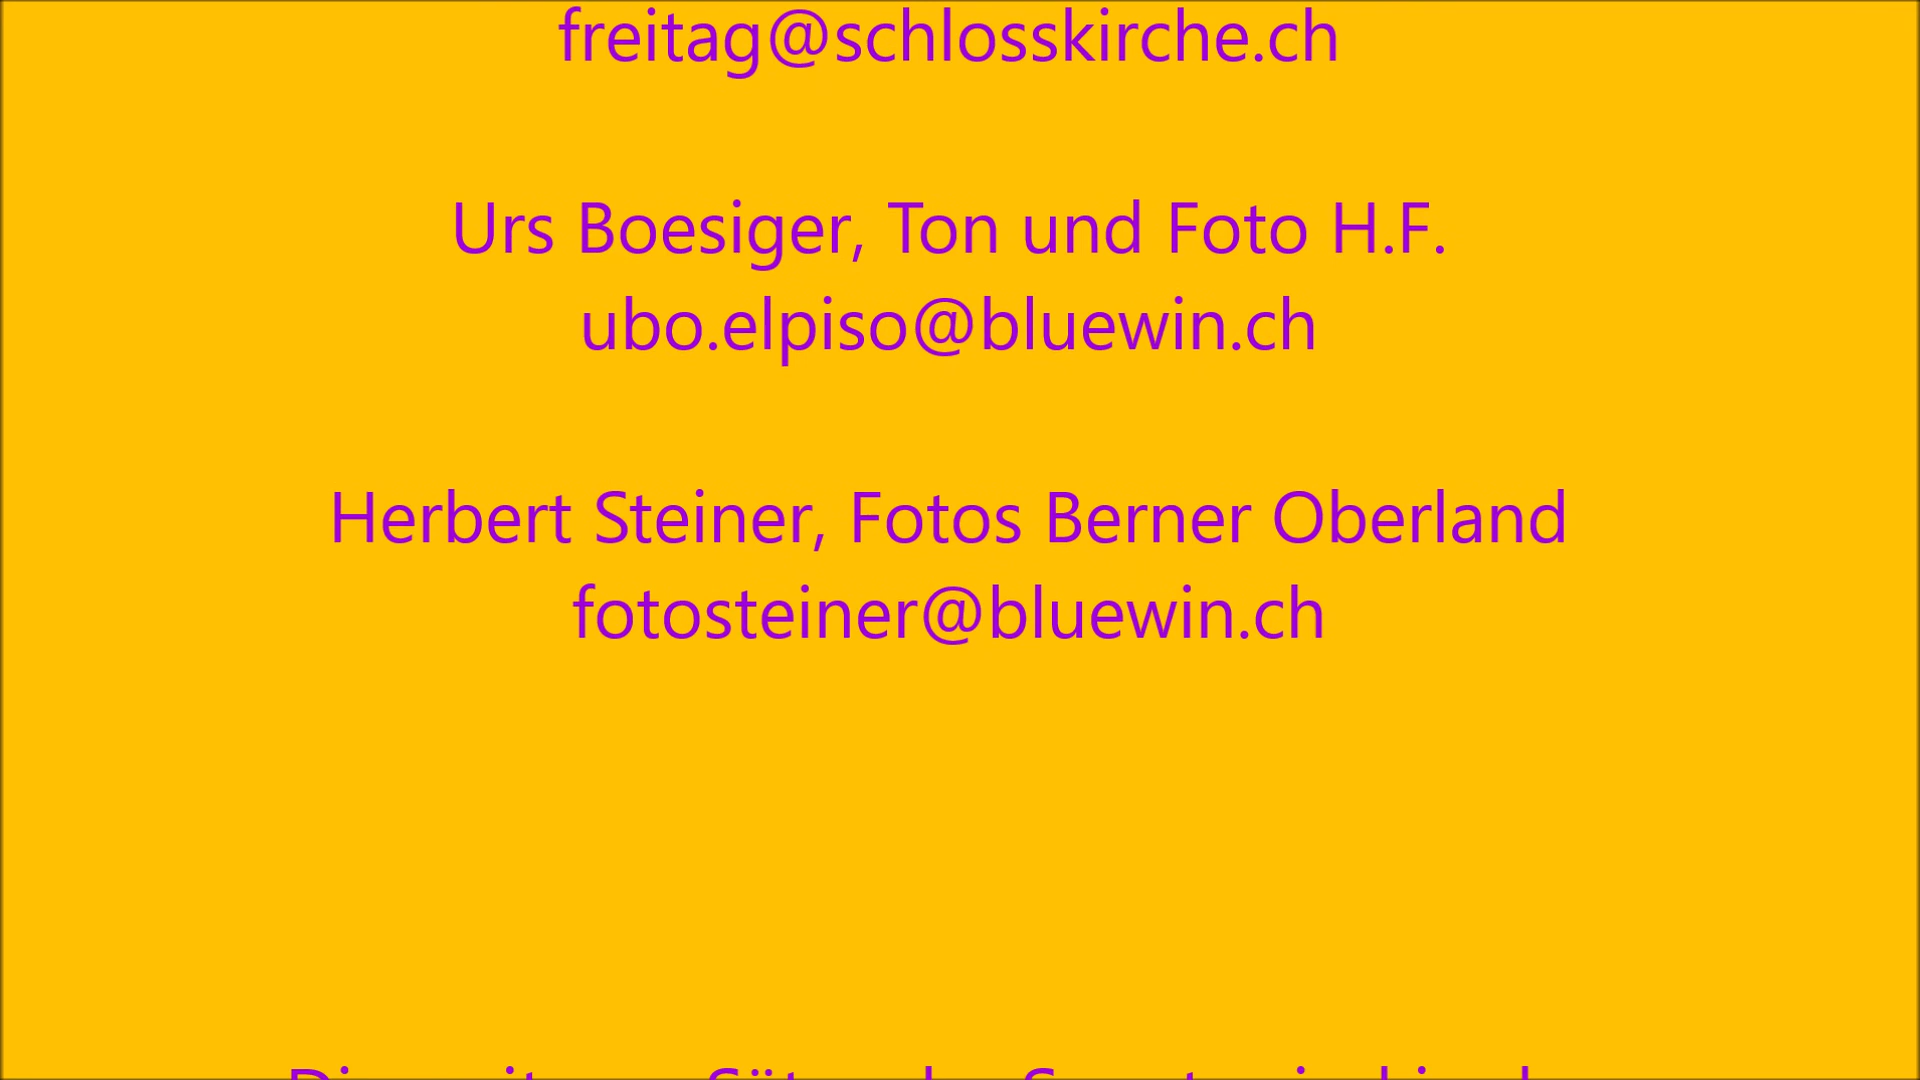 freitag@schlosskirche.ch
Urs Boesiger, Ton und Foto H.F.
ubo.elpiso@bluewin.ch
Herbert Steiner, Fotos Berner Oberland
fotosteiner@bluewin.ch